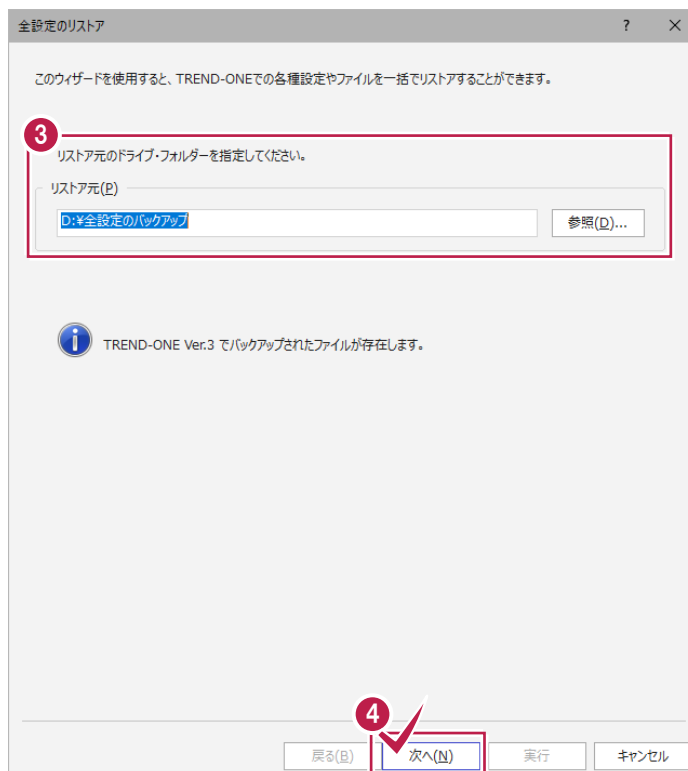 全設定のリストア ? ×
このウィザードを使用すると、TREND-ONEでの各種設定やファイルを一括でリストアすることができます。
3
リストア元のドライブ・フォルダーを指定してください。
リストア元(P)
D:¥全設定のバックアップ 参照(D)...
TREND-ONE Ver.3 でバックアップされたファイルが存在します。
4
戻る(B) 次へ(N) 実行 キャンセル